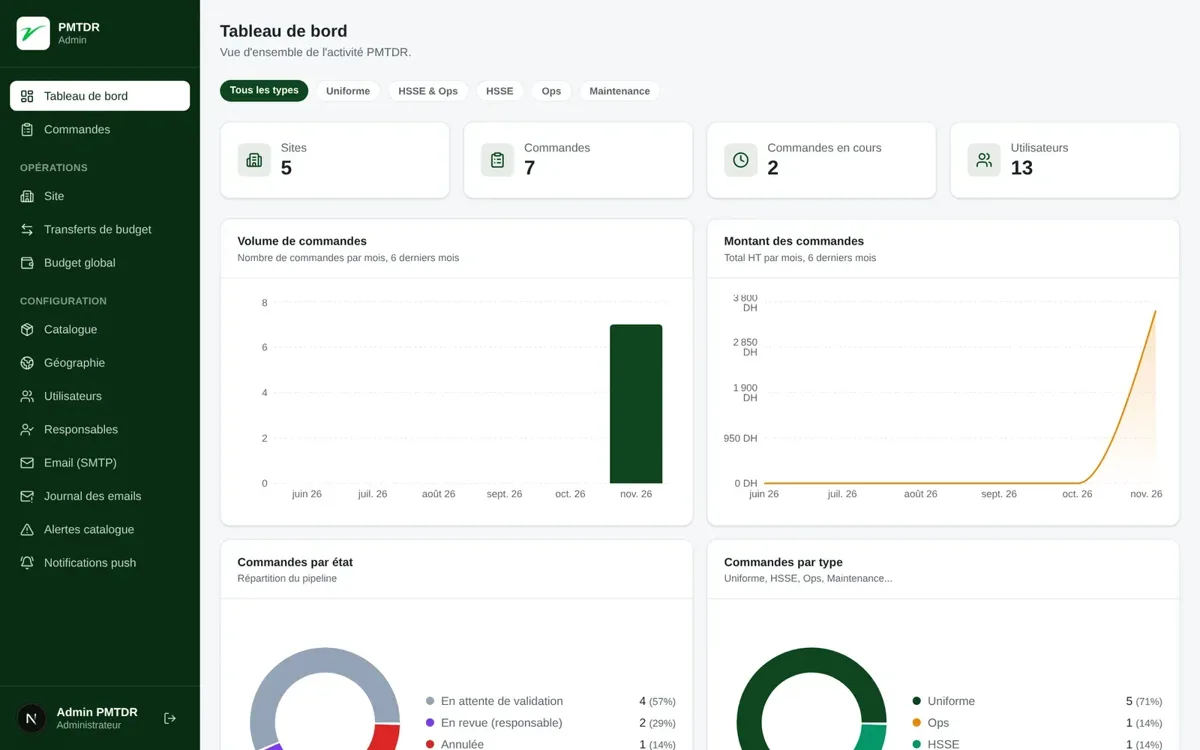 PMTDR
Admin
Tableau de bord
Commandes
OPÉRATIONS
Site
Transferts de budget
Budget global
CONFIGURATION
Catalogue
Géographie
Utilisateurs
Responsables
Email (SMTP)
Journal des emails
Alertes catalogue
Notifications push
N
Admin PMTDR
Administrateur
Tableau de bord
Vue d'ensemble de l'activité PMTDR.
Tous les types
Uniforme
HSSE & Ops
HSSE
Ops
Maintenance
Sites
5
Commandes
7
Commandes en cours
2
Utilisateurs
13
Volume de commandes
Nombre de commandes par mois, 6 derniers mois
8
6
4
2
0
juin 26
juil. 26
août 26
sept. 26
oct. 26
nov. 26
Montant des commandes
Total HT par mois, 6 derniers mois
3 800
DH
2 850
DH
1 900
DH
950 DH
0 DH
juin 26
juil. 26
août 26
sept. 26
oct. 26
nov. 26
Commandes par état
Répartition du pipeline
En attente de validation 4 (57%)
En revue (responsable) 2 (29%)
Annulée 1 (14%)
Commandes par type
Uniforme, HSSE, Ops, Maintenance...
Uniforme 5 (71%)
Ops 1 (14%)
HSSE 1 (14%)